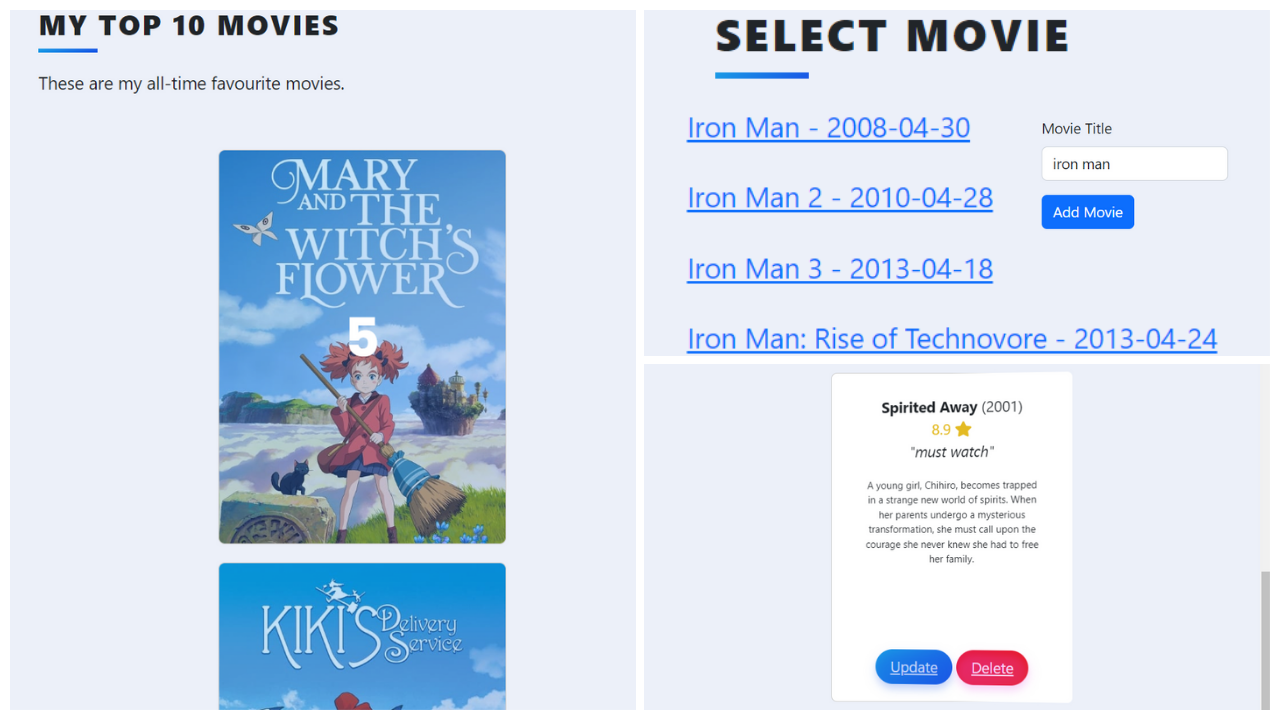 MY TOP 10 MOVIES
These are my all-time favourite movies.
MARY
AND THE
WITCH'S
FLOWER
5
KIKI'S Delivery
Service
SELECT MOVIE
Iron Man - 2008-04-30
Iron Man 2 - 2010-04-28
Iron Man 3 - 2013-04-18
Iron Man: Rise of Technovore - 2013-04-24
Movie Title
iron man
Add Movie
Spirited Away (2001)
8.9
"must watch"
A young girl, Chihiro, becomes trapped
in a strange new world of spirits. When
her parents undergo a mysterious
transformation, she must call upon the
courage she never knew she had to free
her family.
Update Delete